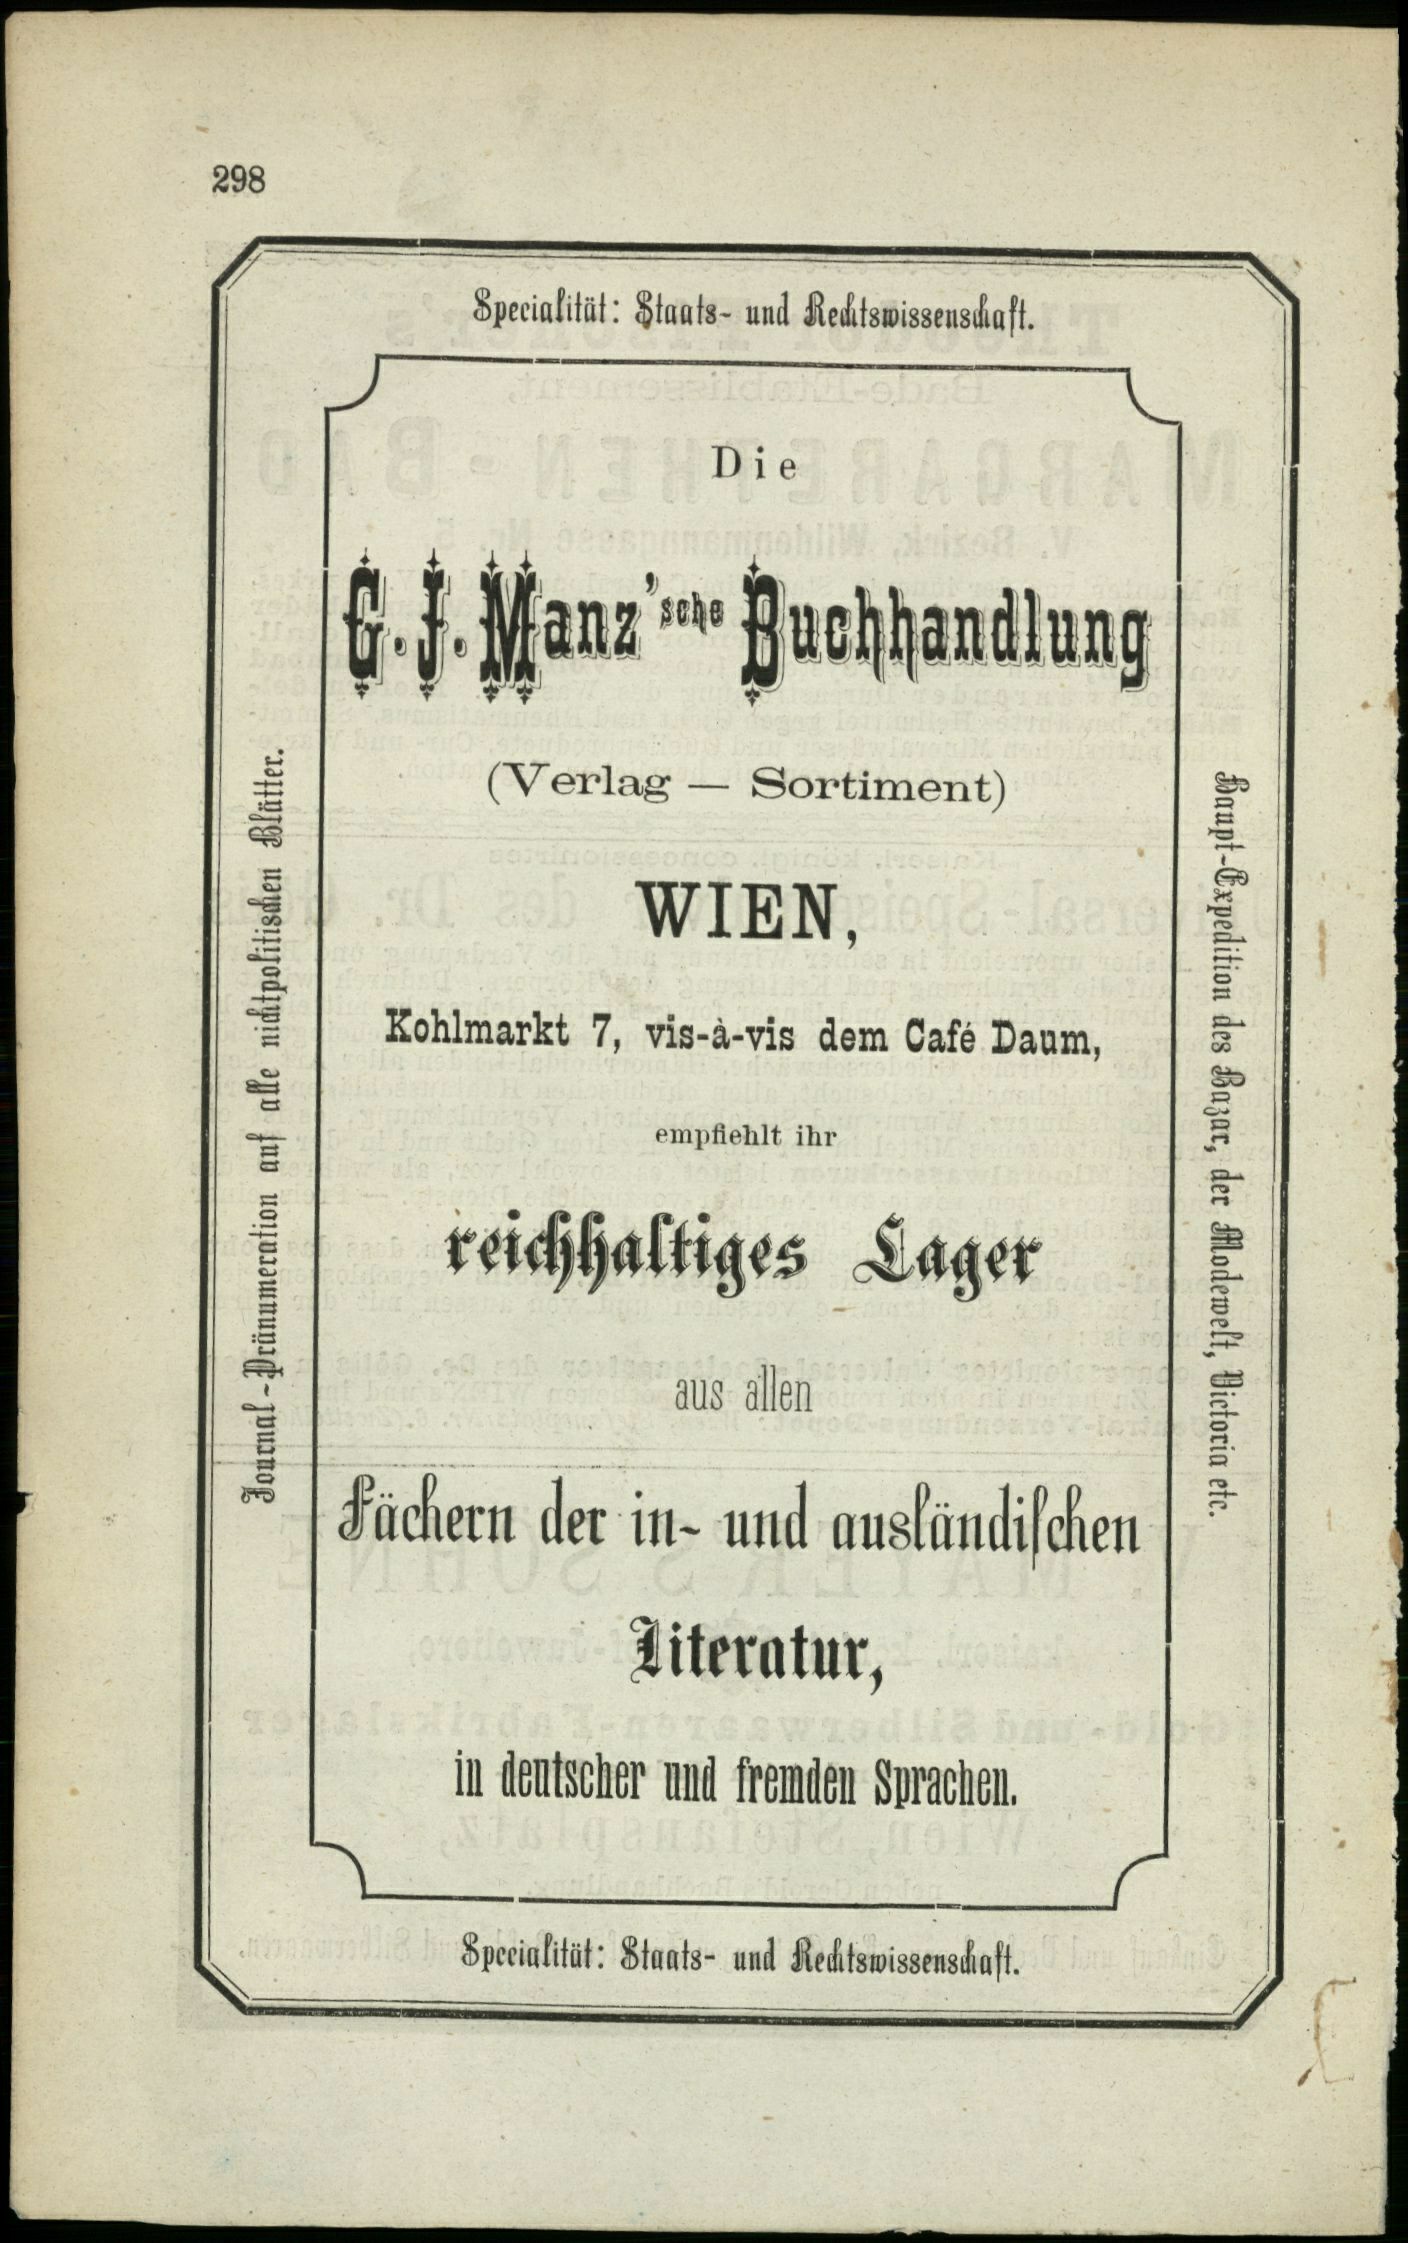 298
Specialität: Staats- und Rechtswissenschaft.
Die
G. J. Manz'sche Buchhandlung
(Verlag — Sortiment)
WIEN,
Kohlmarkt 7, vis-à-vis dem Café Daum,
empfiehlt ihr
reichhaltiges Lager
aus allen
Fächern der in- und ausländischen
Literatur,
in deutscher und fremden Sprachen.
Specialität: Staats- und Rechtswissenschaft.
Journal-Pränumeration auf alle nichtpolitischen Blätter.
Haupt-Expedition des Bazar, der Modewelt, Victoria etc.